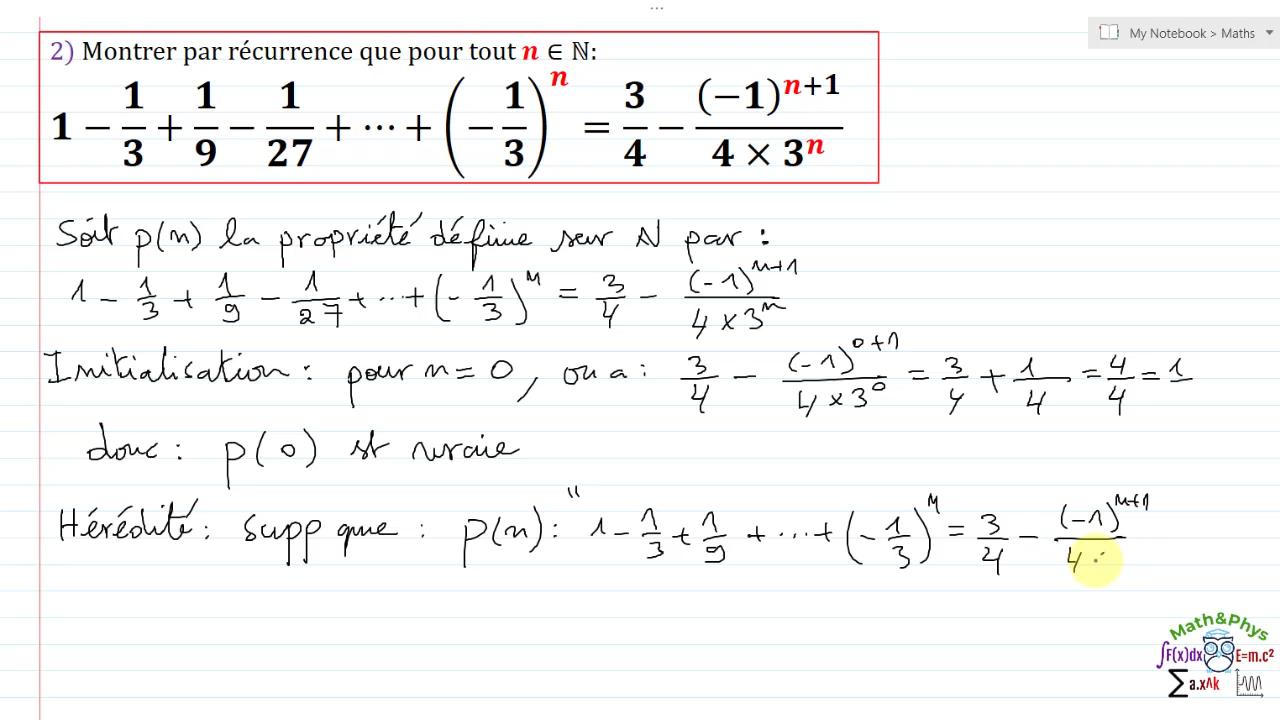 ...
My Notebook > Maths
2) Montrer par récurrence que pour tout n ∈ ℕ:
1 − 1/3 + 1/9 − 1/27 + ⋯ + (−1/3)^n = 3/4 − (−1)^(n+1)/(4 × 3^n)
Soit p(n) la propriété définie sur N par :
1 − 1/3 + 1/9 − 1/27 + ... + (−1/3)^n = 3/4 − (−1)^(n+1)/(4 × 3^n)
Initialisation : pour n = 0, on a : 3/4 − (−1)^(0+1)/(4 × 3^0) = 3/4 + 1/4 = 4/4 = 1
donc : p(0) est vraie
Hérédité : supp que : p(n) : " 1 − 1/3 + 1/9 + ... + (−1/3)^n = 3/4 − (−1)^(n+1)/4
Math&Phys
∫F(x)dx E=m.c²
∑ a.x^k